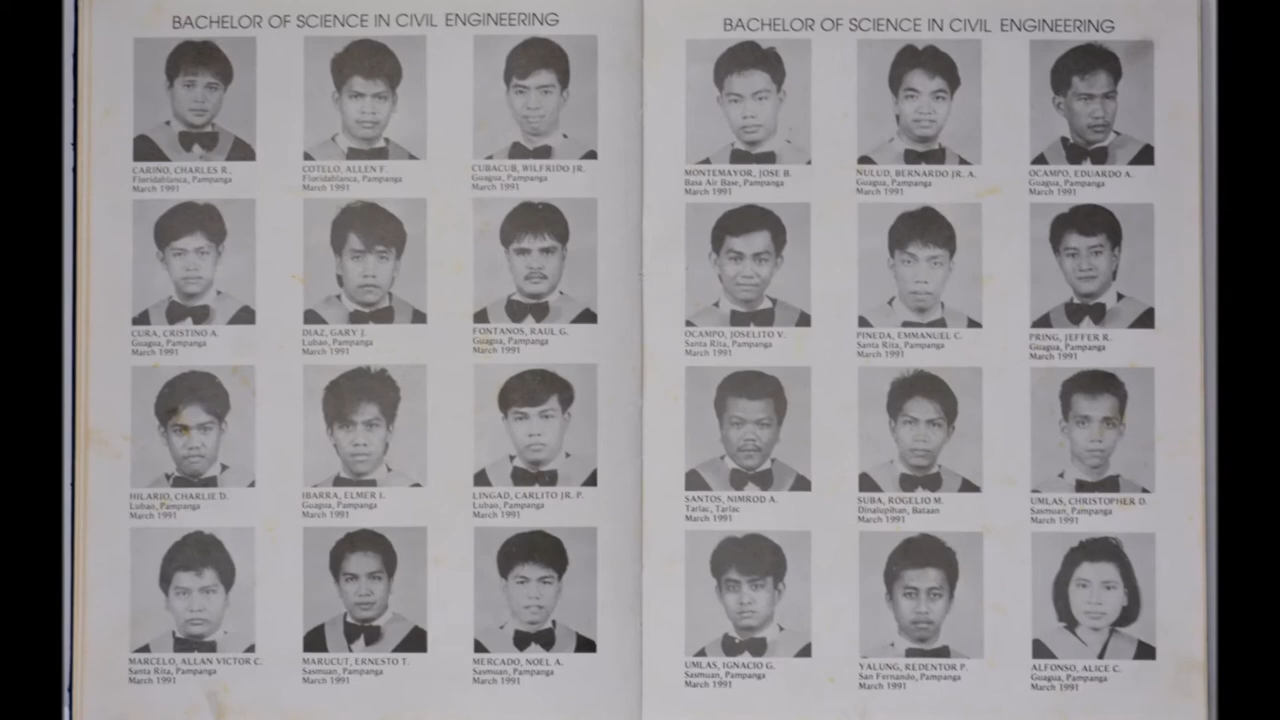 BACHELOR OF SCIENCE IN CIVIL ENGINEERING
CARINO, CHARLES R.
Floridablanca, Pampanga
March 1991
COTELO, ALLEN F.
Floridablanca, Pampanga
March 1991
CUBACUB, WILFRIDO JR.
Guagua, Pampanga
March 1991
CURA, CRISTINO A.
Guagua, Pampanga
March 1991
DIAZ, GARY J.
Lubao, Pampanga
March 1991
FONTANOS, RAUL G.
Guagua, Pampanga
March 1991
HILARIO, CHARLIE D.
Lubao, Pampanga
March 1991
IBARRA, ELMER I.
Guagua, Pampanga
March 1991
LINGAD, CARLITO JR. P.
Lubao, Pampanga
March 1991
MARCELO, ALLAN VICTOR C.
Santa Rita, Pampanga
March 1991
MARUCUT, ERNESTO T.
Sasmuan, Pampanga
March 1991
MERCADO, NOEL A.
Sasmuan, Pampanga
March 1991
BACHELOR OF SCIENCE IN CIVIL ENGINEERING
MONTEMAYOR, JOSE B.
Basa Air Base, Pampanga
March 1991
NULUD, BERNARDO JR. A.
Guagua, Pampanga
March 1991
OCAMPO, EDUARDO A.
Guagua, Pampanga
March 1991
OCAMPO, JOSELITO V.
Santa Rita, Pampanga
March 1991
PINEDA, EMMANUEL C.
Santa Rita, Pampanga
March 1991
PRING, JEFFER R.
Guagua, Pampanga
March 1991
SANTOS, NIMROD A.
Tarlac, Tarlac
March 1991
SUBA, ROGELIO M.
Dinalupihan, Bataan
March 1991
UMLAS, CHRISTOPHER D.
Sasmuan, Pampanga
March 1991
UMLAS, IGNACIO G.
Sasmuan, Pampanga
March 1991
YALUNG, REDENTOR P.
San Fernando, Pampanga
March 1991
ALFONSO, ALICE C.
Guagua, Pampanga
March 1991